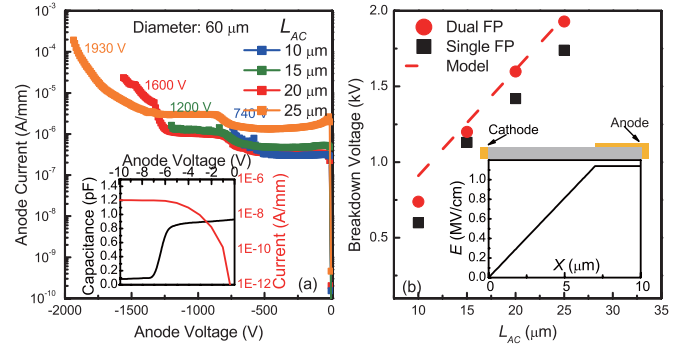 (a)
Diameter: 60 μm
L_AC
10 μm
15 μm
20 μm
25 μm
1930 V
1600 V
1200 V
740 V
10^-3
10^-4
10^-5
10^-6
10^-7
10^-8
10^-9
10^-10
Anode Current (A/mm)
-2000 -1500 -1000 -500 0
Anode Voltage (V)
-10 -8 -6 -4 -2 0
Anode Voltage (V)
1.4
1.2
1.0
0.8
0.6
0.4
0.2
0.0
Capacitance (pF)
1E-6
1E-8
1E-10
1E-12
Current (A/mm)
(b)
Dual FP
Single FP
Model
2.0
1.5
1.0
0.5
Breakdown Voltage (kV)
10 15 20 25 30 35
L_AC (μm)
Cathode
Anode
1.2
1.0
0.8
0.6
0.4
0.2
0.0
E (MV/cm)
X (μm)
0 10